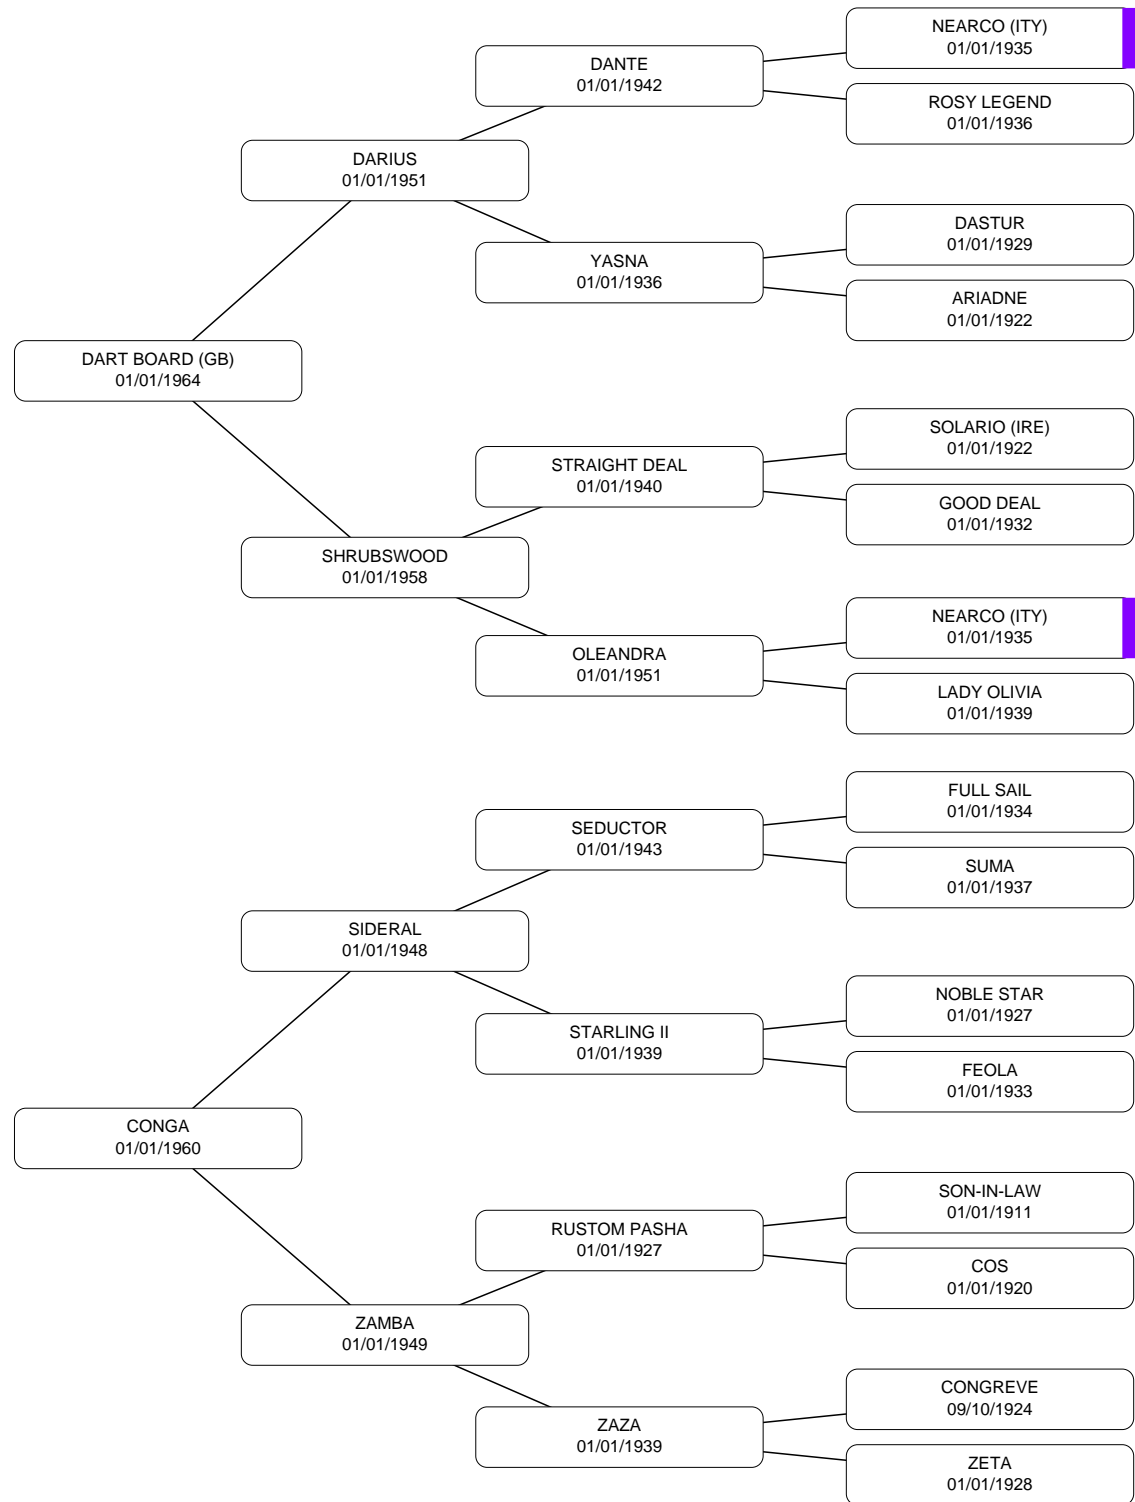 NEARCO (ITY)
01/01/1935
DANTE
01/01/1942
ROSY LEGEND
01/01/1936
DARIUS
01/01/1951
DASTUR
01/01/1929
YASNA
01/01/1936
ARIADNE
01/01/1922
DART BOARD (GB)
01/01/1964
SOLARIO (IRE)
01/01/1922
STRAIGHT DEAL
01/01/1940
GOOD DEAL
01/01/1932
SHRUBSWOOD
01/01/1958
NEARCO (ITY)
01/01/1935
OLEANDRA
01/01/1951
LADY OLIVIA
01/01/1939
FULL SAIL
01/01/1934
SEDUCTOR
01/01/1943
SUMA
01/01/1937
SIDERAL
01/01/1948
NOBLE STAR
01/01/1927
STARLING II
01/01/1939
FEOLA
01/01/1933
CONGA
01/01/1960
SON-IN-LAW
01/01/1911
RUSTOM PASHA
01/01/1927
COS
01/01/1920
ZAMBA
01/01/1949
CONGREVE
09/10/1924
ZAZA
01/01/1939
ZETA
01/01/1928